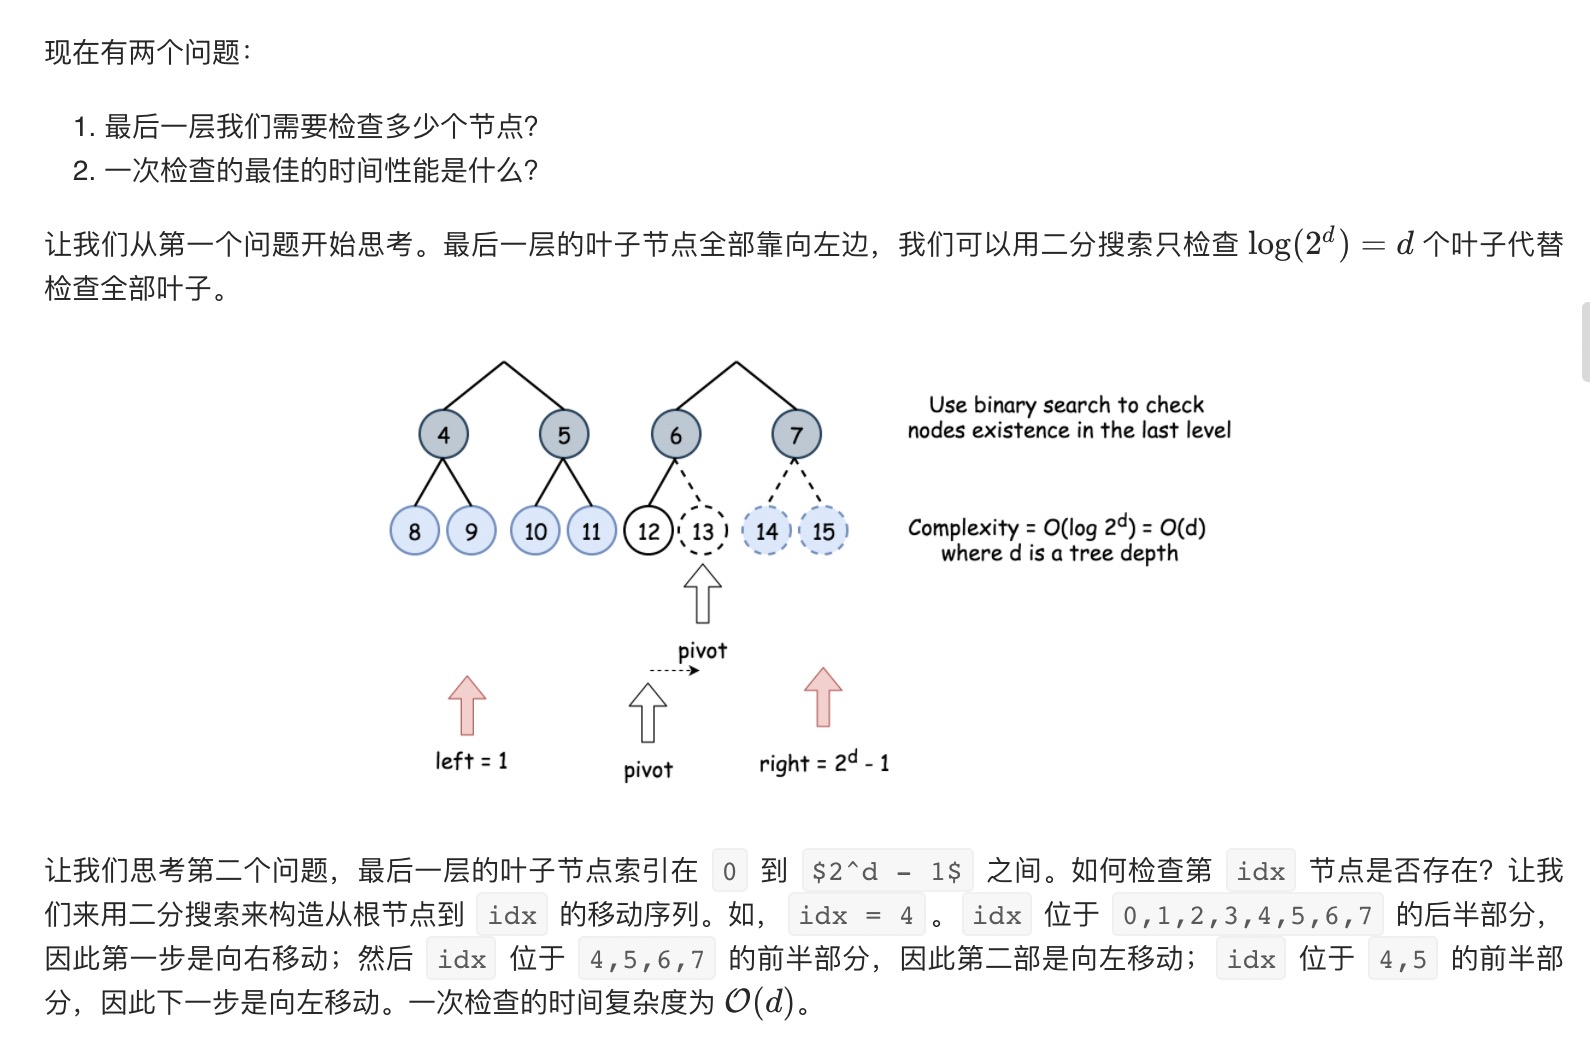 现在有两个问题：
1. 最后一层我们需要检查多少个节点？
2. 一次检查的最佳的时间性能是什么？
让我们从第一个问题开始思考。最后一层的叶子节点全部靠向左边，我们可以用二分搜索只检查 log(2^d) = d 个叶子代替
检查全部叶子。
Use binary search to check
nodes existence in the last level
4 5 6 7
8 9 10 11 12 13 14 15
Complexity = O(log 2^d) = O(d)
where d is a tree depth
pivot
left = 1
pivot
right = 2^d - 1
让我们思考第二个问题，最后一层的叶子节点索引在 0 到 $2^d - 1$ 之间。如何检查第 idx 节点是否存在？让我
们来用二分搜索来构造从根节点到 idx 的移动序列。如， idx = 4 。 idx 位于 0,1,2,3,4,5,6,7 的后半部分，
因此第一步是向右移动；然后 idx 位于 4,5,6,7 的前半部分，因此第二部是向左移动； idx 位于 4,5 的前半部
分，因此下一步是向左移动。一次检查的时间复杂度为 O(d)。